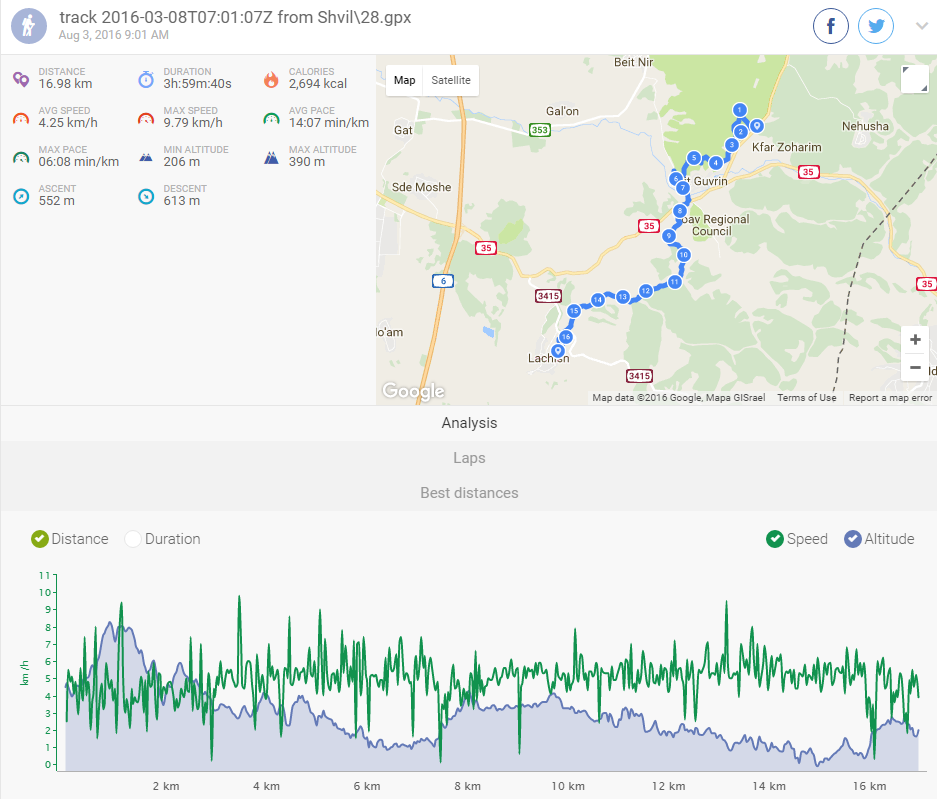 track 2016-03-08T07:01:07Z from Shvil\28.gpx
Aug 3, 2016 9:01 AM
DISTANCE
16.98 km
DURATION
3h:59m:40s
CALORIES
2,694 kcal
AVG SPEED
4.25 km/h
MAX SPEED
9.79 km/h
AVG PACE
14:07 min/km
MAX PACE
06:08 min/km
MIN ALTITUDE
206 m
MAX ALTITUDE
390 m
ASCENT
552 m
DESCENT
613 m
Map
Satellite
Beit Nir
Gal'on
Gat
353
Nehusha
Kfar Zoharim
1
2
3
4
5
6
7
t Guvrin
35
Sde Moshe
8
oav Regional
Council
35
9
35
10
6
11
35
3415
12
13
14
15
lo'am
16
Lachish
3415
+
−
Google
Map data ©2016 Google, Mapa GISrael
Terms of Use
Report a map error
Analysis
Laps
Best distances
Distance
Duration
Speed
Altitude
km /h
11
10
9
8
7
6
5
4
3
2
1
0
2 km
4 km
6 km
8 km
10 km
12 km
14 km
16 km